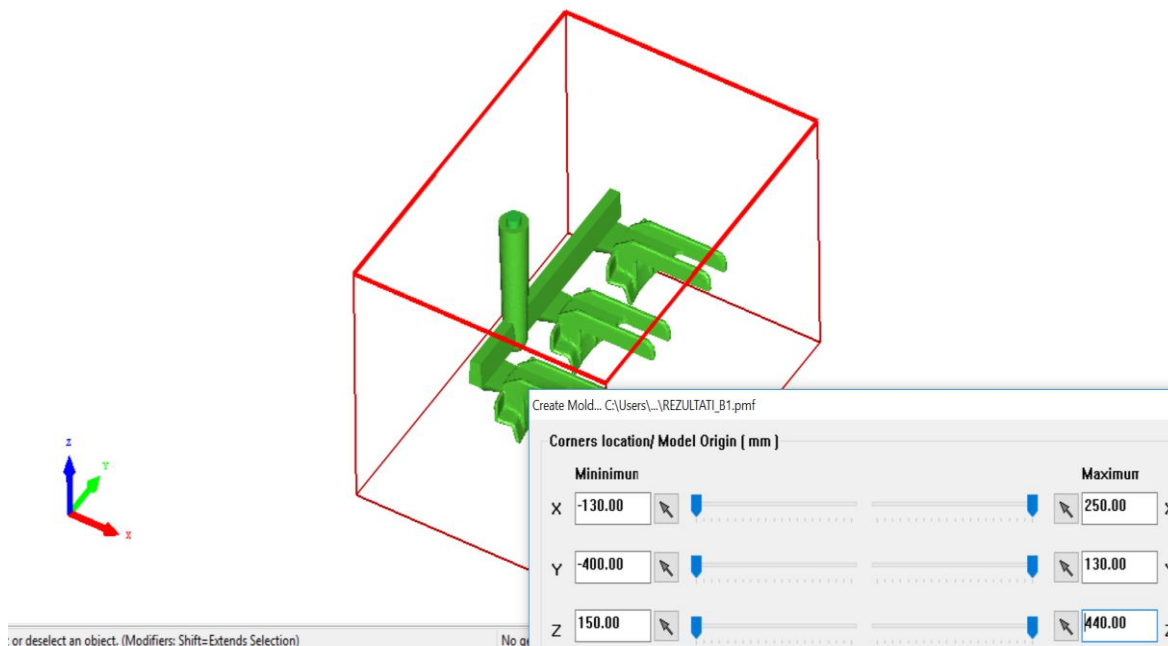 Create Mold... C:\Users\...\REZULTATI_B1.pmf
Corners location/ Model Origin ( mm )
Mininimun Maximum
X -130.00 250.00 X
Y -400.00 130.00 Y
Z 150.00 440.00 Z
z
Y
x
or deselect an object. (Modifiers: Shift=Extends Selection) No